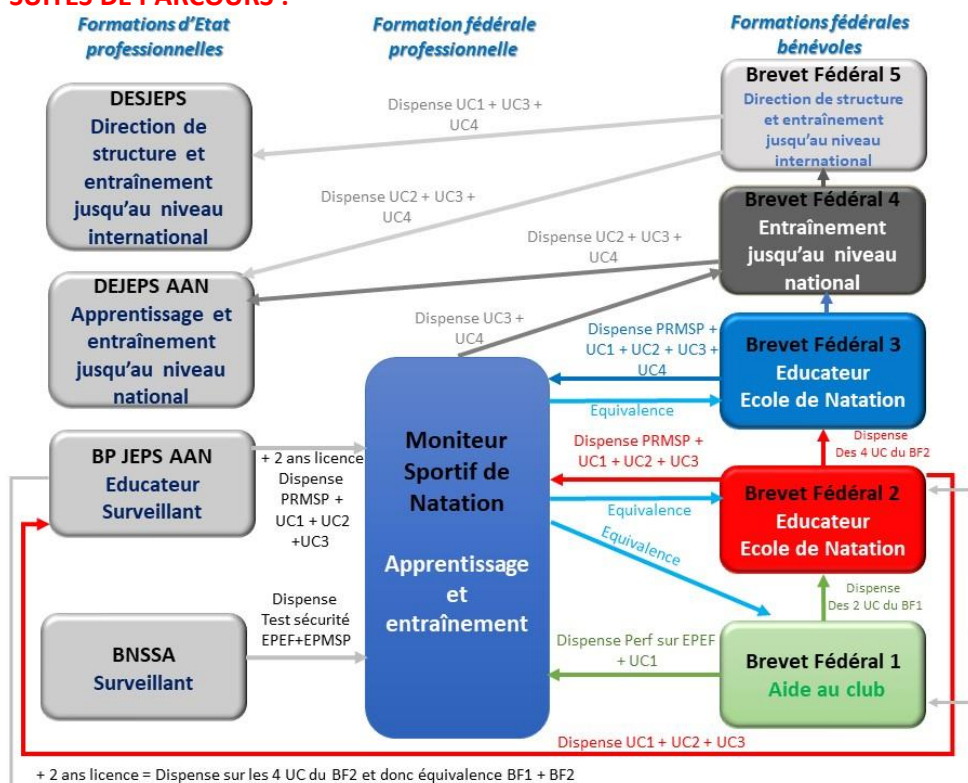 SUITES DE PARCOURS :
Formations d'Etat
professionnelles
Formation fédérale
professionnelle
Formations fédérales
bénévoles
DESJEPS
Direction de
structure et
entraînement
jusqu'au niveau
international
Dispense UC1 + UC3 +
UC4
Brevet Fédéral 5
Direction de structure
et entraînement
jusqu'au niveau
international
Dispense UC2 + UC3 +
UC4
Dispense UC2 + UC3 +
UC4
Brevet Fédéral 4
Entraînement
jusqu'au niveau
national
DEJEPS AAN
Apprentissage et
entraînement
jusqu'au niveau
national
Dispense UC3 +
UC4
Dispense PRMSP +
UC1 + UC2 + UC3 +
UC4
Equivalence
Brevet Fédéral 3
Educateur
Ecole de Natation
Dispense
Des 4 UC du BF2
BP JEPS AAN
Educateur
Surveillant
+ 2 ans licence
Dispense
PRMSP +
UC1 + UC2
+UC3
Moniteur
Sportif de
Natation
Apprentissage
et
entraînement
Dispense PRMSP +
UC1 + UC2 + UC3
Equivalence
Equivalence
Brevet Fédéral 2
Educateur
Ecole de Natation
Dispense
Des 2 UC du BF1
BNSSA
Surveillant
Dispense
Test sécurité
EPEF+EPMSP
Dispense Perf sur EPEF
+ UC1
Brevet Fédéral 1
Aide au club
Dispense UC1 + UC2 + UC3
+ 2 ans licence = Dispense sur les 4 UC du BF2 et donc équivalence BF1 + BF2